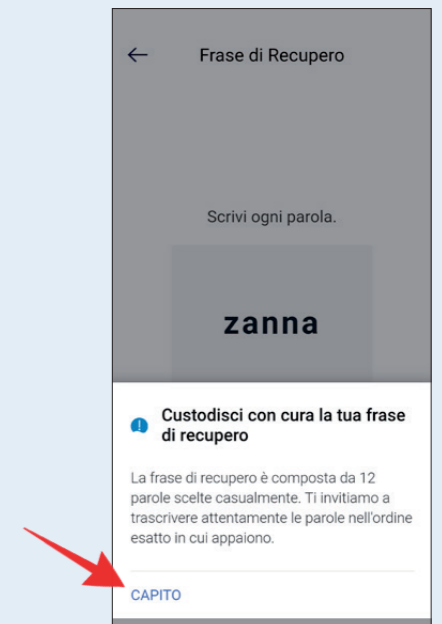 Frase di Recupero
Scrivi ogni parola.
zanna
Custodisci con cura la tua frase
di recupero
La frase di recupero è composta da 12
parole scelte casualmente. Ti invitiamo a
trascrivere attentamente le parole nell'ordine
esatto in cui appaiono.
CAPITO